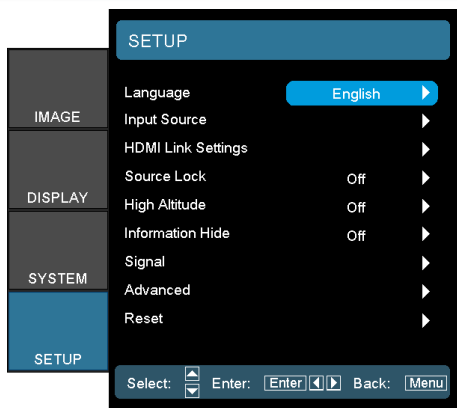 SETUP
IMAGE
DISPLAY
SYSTEM
SETUP
Language English
Input Source
HDMI Link Settings
Source Lock Off
High Altitude Off
Information Hide Off
Signal
Advanced
Reset
Select: Enter: Enter Back: Menu